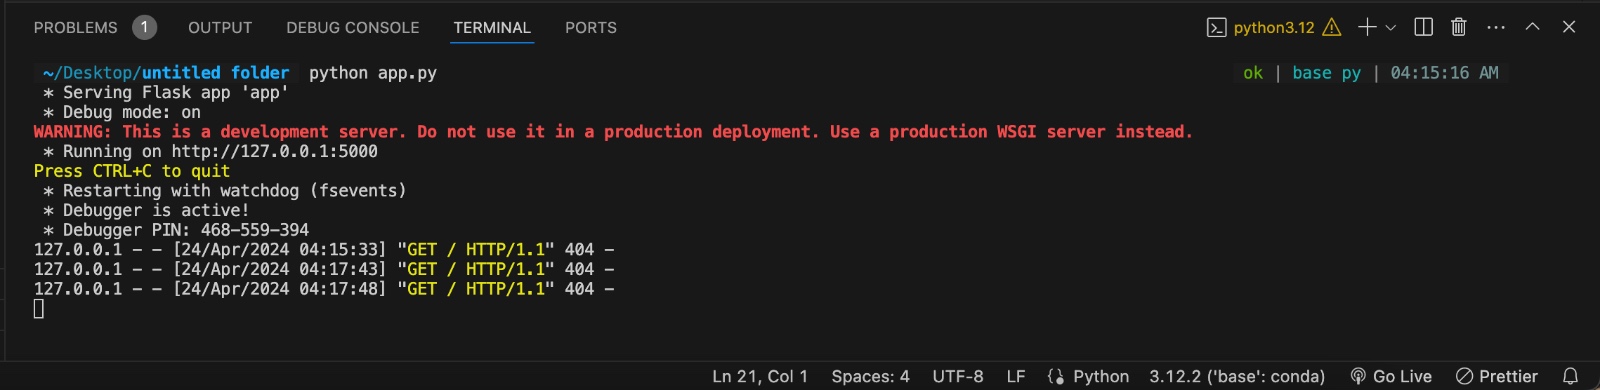 PROBLEMS 1 OUTPUT DEBUG CONSOLE TERMINAL PORTS python3.12
~/Desktop/untitled folder python app.py ok | base py | 04:15:16 AM
* Serving Flask app 'app'
* Debug mode: on
WARNING: This is a development server. Do not use it in a production deployment. Use a production WSGI server instead.
* Running on http://127.0.0.1:5000
Press CTRL+C to quit
* Restarting with watchdog (fsevents)
* Debugger is active!
* Debugger PIN: 468-559-394
127.0.0.1 - - [24/Apr/2024 04:15:33] "GET / HTTP/1.1" 404 -
127.0.0.1 - - [24/Apr/2024 04:17:43] "GET / HTTP/1.1" 404 -
127.0.0.1 - - [24/Apr/2024 04:17:48] "GET / HTTP/1.1" 404 -
Ln 21, Col 1 Spaces: 4 UTF-8 LF Python 3.12.2 ('base': conda) Go Live Prettier